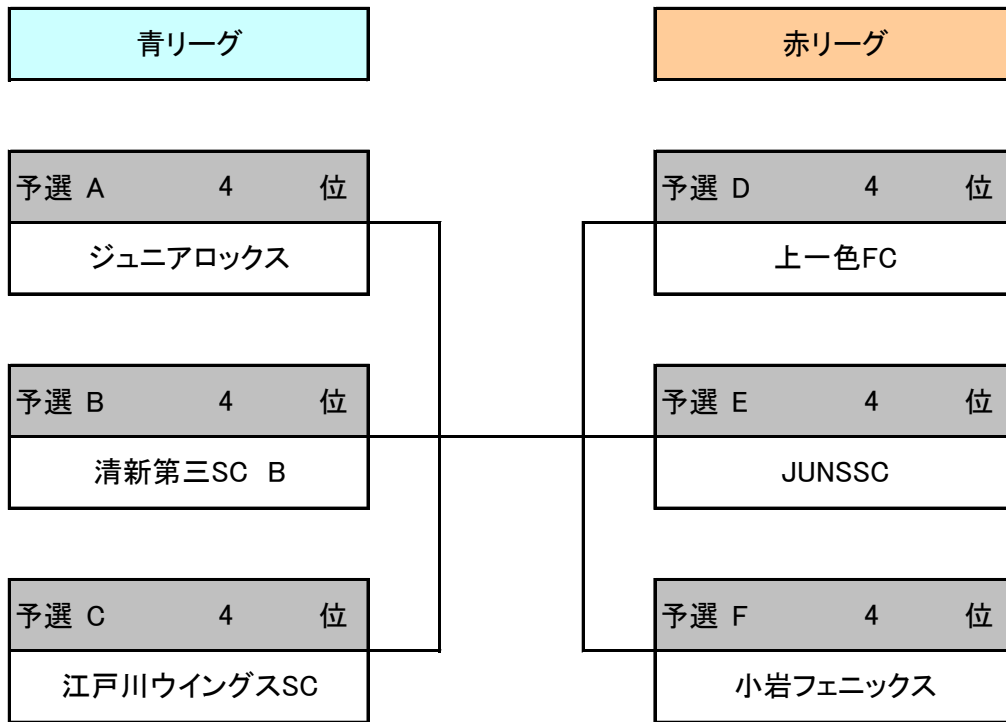 青リーグ 赤リーグ
予選 A 4 位 予選 D 4 位
ジュニアロックス 上一色FC
予選 B 4 位 予選 E 4 位
清新第三SC B JUNSSC
予選 C 4 位 予選 F 4 位
江戸川ウイングスSC 小岩フェニックス